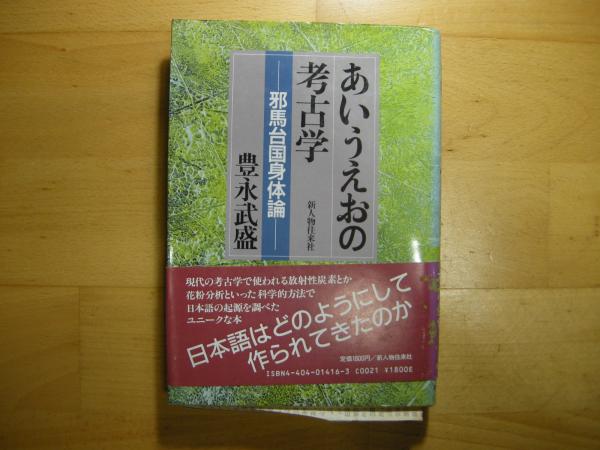 あいうえおの
考古学
―邪馬台国身体論―
豊永武盛
新人物往来社
現代の考古学で使われる放射性炭素とか
花粉分析といった科学的方法で
日本語の起源を調べた
ユニークな本
日本語はどのようにして
作られてきたのか
定価1800円/新人物往来社
ISBN4-404-01416-3 C0021 ¥1800E